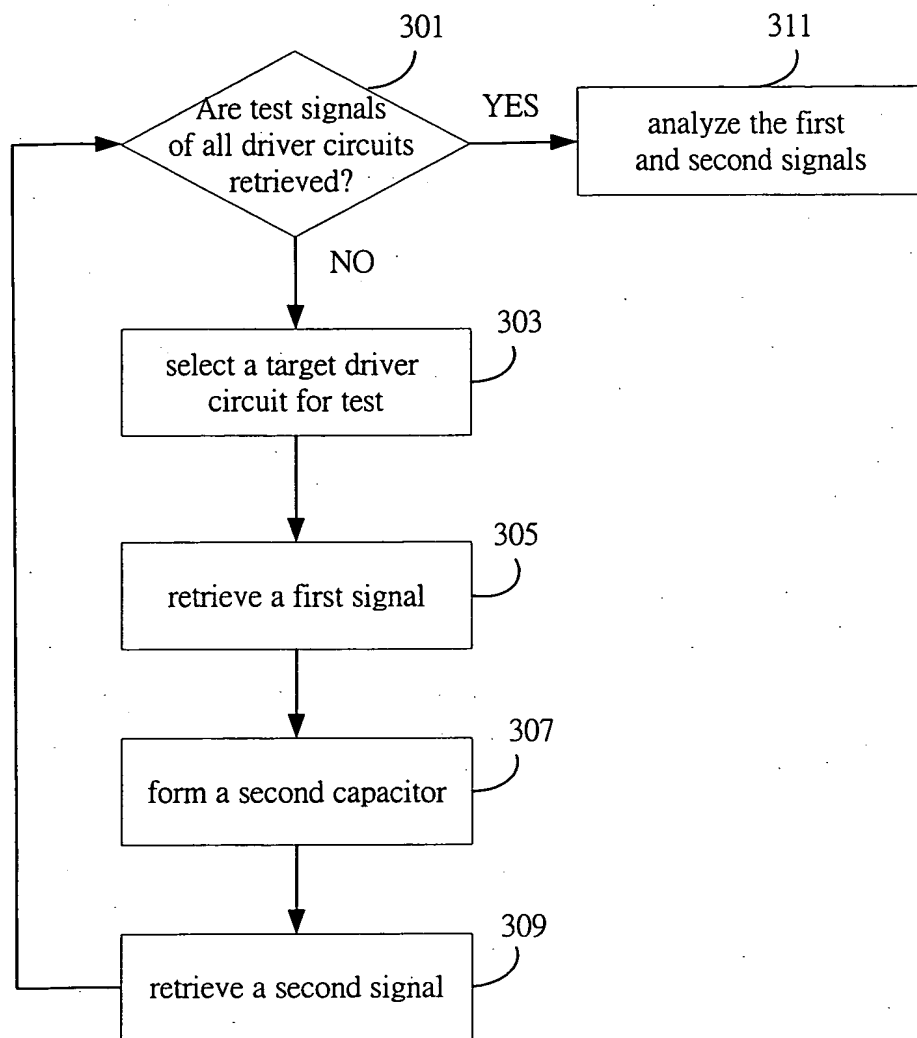 301
Are test signals
of all driver circuits
retrieved?
YES
311
analyze the first
and second signals
NO
303
select a target driver
circuit for test
305
retrieve a first signal
307
form a second capacitor
309
retrieve a second signal